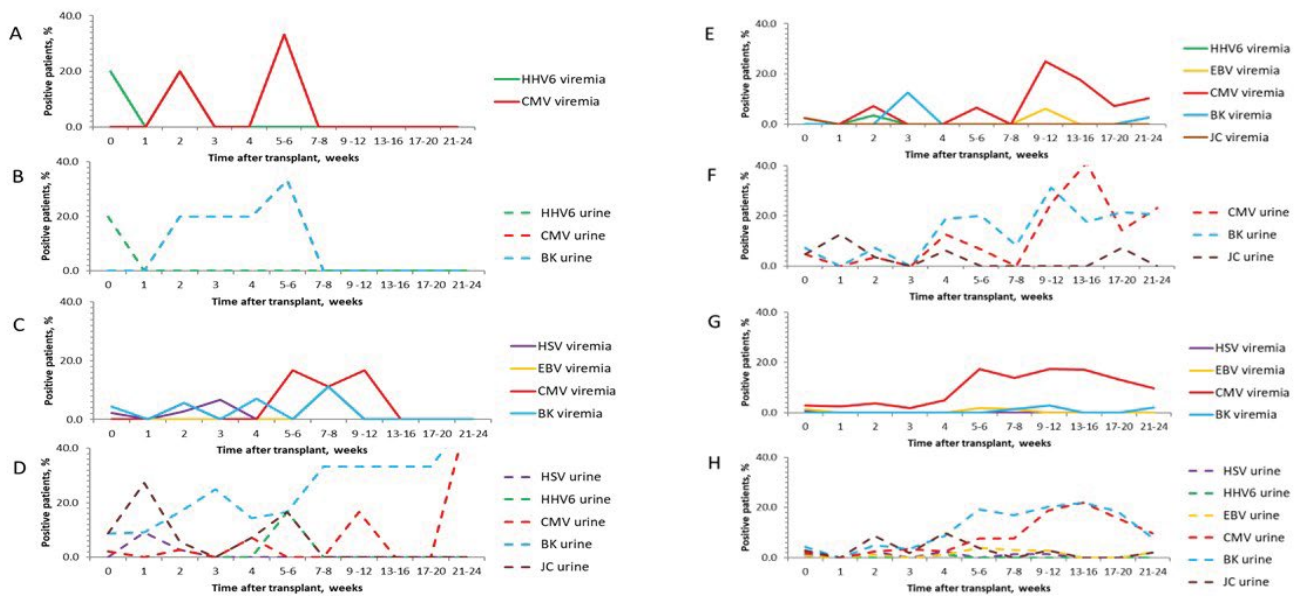 A
Positive patients, %
40.0
20.0
0.0
0 1 2 3 4 5-6 7-8 9 -12 13-16 17-20 21-24
Time after transplant, weeks
HHV6 viremia
CMV viremia
B
Positive patients, %
40.0
20.0
0.0
0 1 2 3 4 5-6 7-8 9 -12 13-16 17-20 21-24
Time after transplant, weeks
HHV6 urine
CMV urine
BK urine
C
Positive patients, %
40.0
20.0
0.0
0 1 2 3 4 5-6 7-8 9 -12 13-16 17-20 21-24
Time after transplant, weeks
HSV viremia
EBV viremia
CMV viremia
BK viremia
D
Positive patients, %
40.0
20.0
0.0
0 1 2 3 4 5-6 7-8 9 -12 13-16 17-20 21-24
Time after transplant, weeks
HSV urine
HHV6 urine
CMV urine
BK urine
JC urine
E
Positive patients, %
40.0
20.0
0.0
0 1 2 3 4 5-6 7-8 9 -12 13-16 17-20 21-24
Time after transplant, weeks
HHV6 viremia
EBV viremia
CMV viremia
BK viremia
JC viremia
F
Positive patients, %
40.0
20.0
0.0
0 1 2 3 4 5-6 7-8 9 -12 13-16 17-20 21-24
Time after transplant, weeks
CMV urine
BK urine
JC urine
G
Positive patients, %
40.0
20.0
0.0
0 1 2 3 4 5-6 7-8 9 -12 13-16 17-20 21-24
Time after transplant, weeks
HSV viremia
EBV viremia
CMV viremia
BK viremia
H
Positive patients, %
40.0
20.0
0.0
0 1 2 3 4 5-6 7-8 9 -12 13-16 17-20 21-24
Time after transplant, weeks
HSV urine
HHV6 urine
EBV urine
CMV urine
BK urine
JC urine